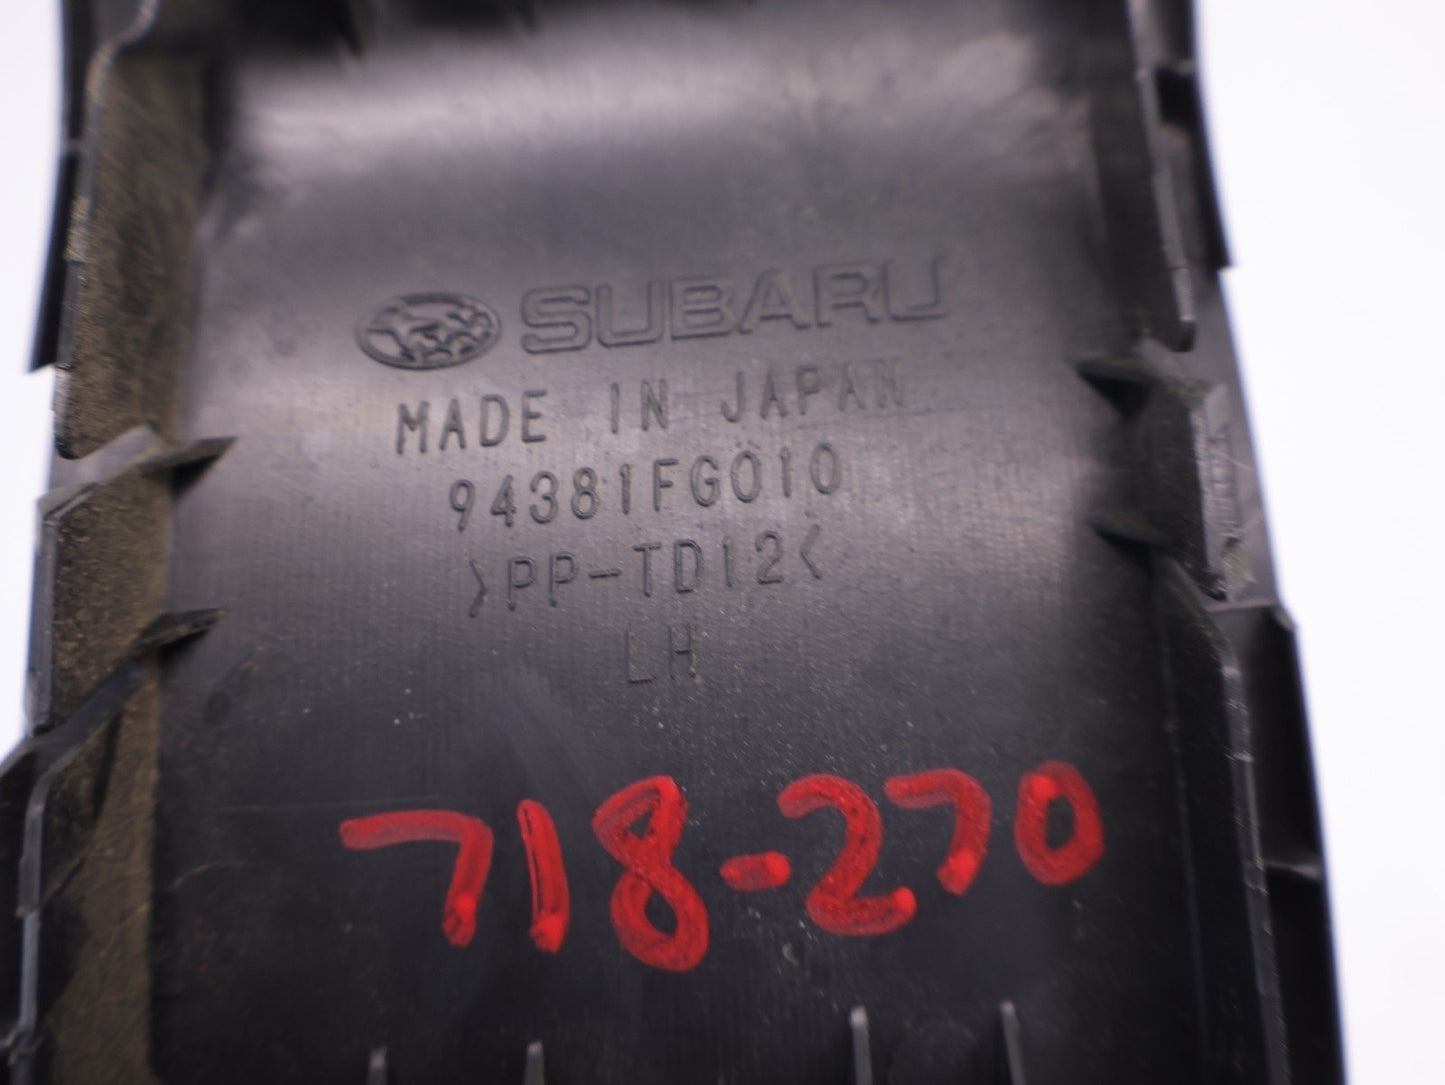 SUBARU
MADE IN JAPAN
94381FG010
>PP-TD12<
LH
718-270